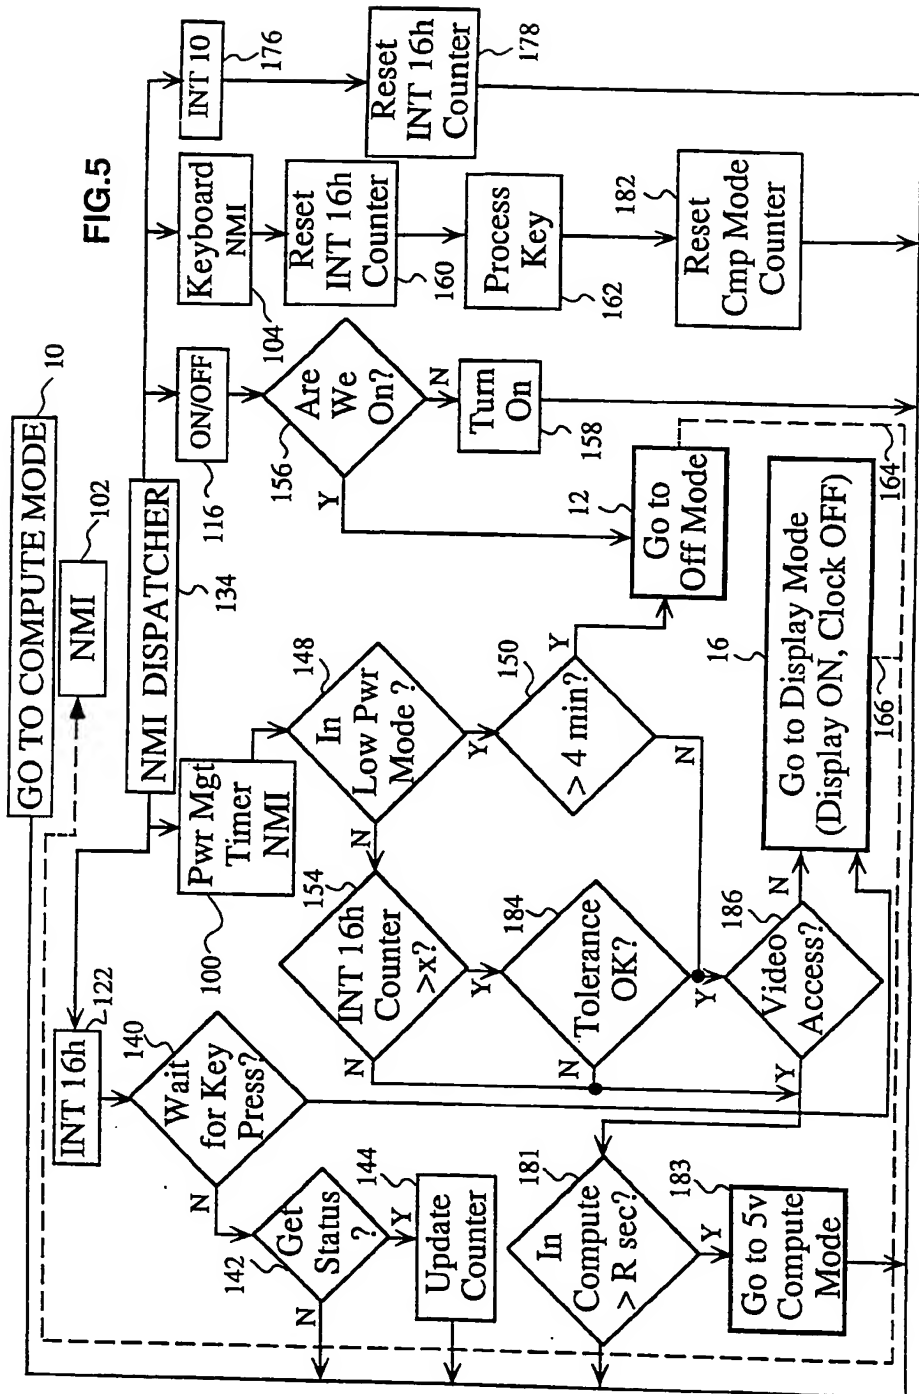 FIG.5
GO TO COMPUTE MODE
10
NMI
102
NMI DISPATCHER
134
INT 16h
122
Wait
for Key
Press?
140
N
Get
Status
?
142
N
Y
Update
Counter
144
Pwr Mgt
Timer
NMI
100
In
Low Pwr
Mode ?
148
N
Y
INT 16h
Counter
>x?
154
N
Y
Tolerance
OK?
184
N
Y
> 4 min?
150
Y
N
Video
Access?
186
N
Y
In
Compute
> R sec?
181
Y
Go to 5v
Compute
Mode
183
ON/OFF
116
Are
We
On?
156
Y
N
Turn
On
158
Go to
Off Mode
12
164
Go to Display Mode
(Display ON, Clock OFF)
16
166
Keyboard
NMI
104
Reset
INT 16h
Counter
160
Process
Key
162
Reset
Cmp Mode
Counter
182
INT 10
176
Reset
INT 16h
Counter
178